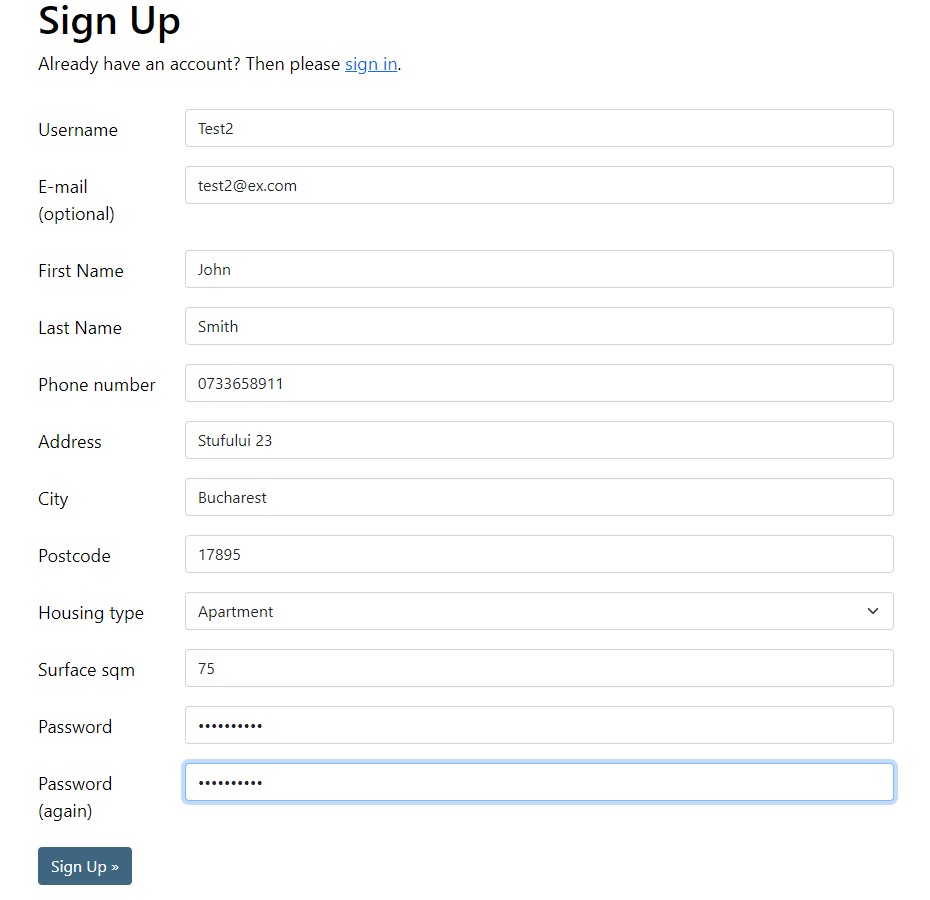 Sign Up
Already have an account? Then please sign in.
Username
Test2
E-mail
(optional)
test2@ex.com
First Name
John
Last Name
Smith
Phone number
0733658911
Address
Stufului 23
City
Bucharest
Postcode
17895
Housing type
Apartment
Surface sqm
75
Password
••••••••••
Password
(again)
••••••••••
Sign Up »